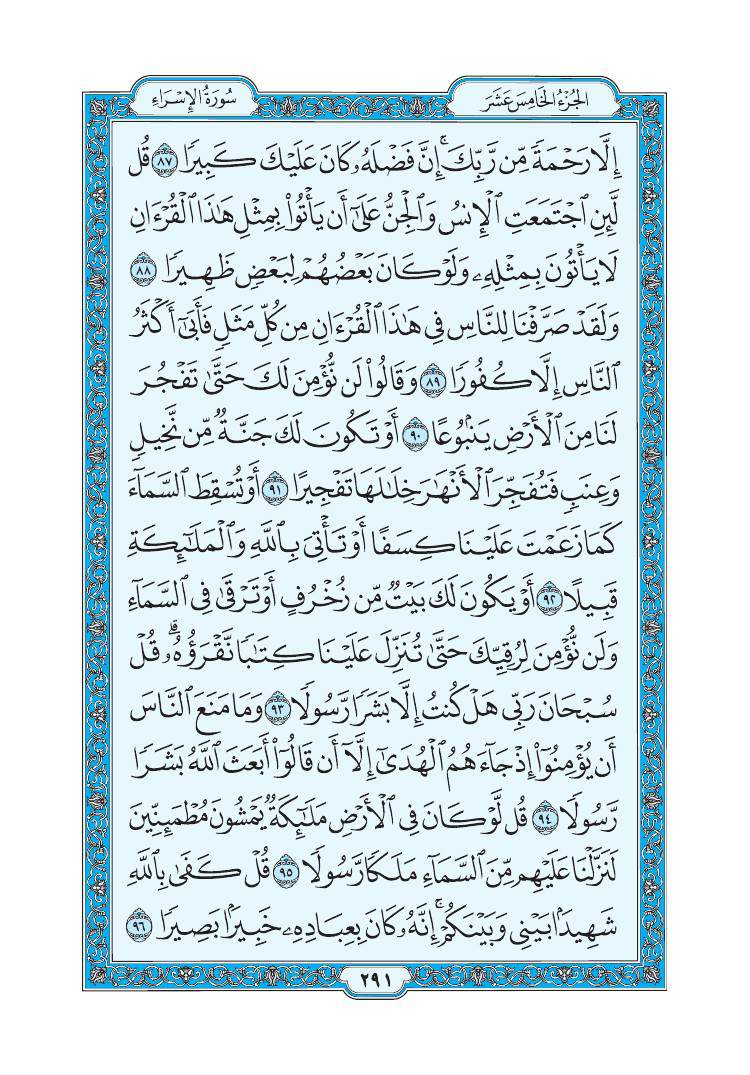 الجُزْءُ الخَامِسَ عَشَرَ
سُورَةُ الإِسْرَاءِ
إِلَّا رَحْمَةً مِّن رَّبِّكَۚ إِنَّ فَضْلَهُۥ كَانَ عَلَيْكَ كَبِيرًا ٨٧ قُل
لَّئِنِ ٱجْتَمَعَتِ ٱلْإِنسُ وَٱلْجِنُّ عَلَىٰٓ أَن يَأْتُوا۟ بِمِثْلِ هَٰذَا ٱلْقُرْءَانِ
لَا يَأْتُونَ بِمِثْلِهِۦ وَلَوْ كَانَ بَعْضُهُمْ لِبَعْضٍ ظَهِيرًا ٨٨
وَلَقَدْ صَرَّفْنَا لِلنَّاسِ فِى هَٰذَا ٱلْقُرْءَانِ مِن كُلِّ مَثَلٍ فَأَبَىٰٓ أَكْثَرُ
ٱلنَّاسِ إِلَّا كُفُورًا ٨٩ وَقَالُوا۟ لَن نُّؤْمِنَ لَكَ حَتَّىٰ تَفْجُرَ
لَنَا مِنَ ٱلْأَرْضِ يَنۢبُوعًا ٩٠ أَوْ تَكُونَ لَكَ جَنَّةٌ مِّن نَّخِيلٍ
وَعِنَبٍ فَتُفَجِّرَ ٱلْأَنْهَٰرَ خِلَٰلَهَا تَفْجِيرًا ٩١ أَوْ تُسْقِطَ ٱلسَّمَآءَ
كَمَا زَعَمْتَ عَلَيْنَا كِسَفًا أَوْ تَأْتِىَ بِٱللَّهِ وَٱلْمَلَٰٓئِكَةِ
قَبِيلًا ٩٢ أَوْ يَكُونَ لَكَ بَيْتٌ مِّن زُخْرُفٍ أَوْ تَرْقَىٰ فِى ٱلسَّمَآءِ
وَلَن نُّؤْمِنَ لِرُقِيِّكَ حَتَّىٰ تُنَزِّلَ عَلَيْنَا كِتَٰبًا نَّقْرَؤُهُۥۗ قُلْ
سُبْحَانَ رَبِّى هَلْ كُنتُ إِلَّا بَشَرًا رَّسُولًا ٩٣ وَمَا مَنَعَ ٱلنَّاسَ
أَن يُؤْمِنُوٓا۟ إِذْ جَآءَهُمُ ٱلْهُدَىٰٓ إِلَّآ أَن قَالُوٓا۟ أَبَعَثَ ٱللَّهُ بَشَرًا
رَّسُولًا ٩٤ قُل لَّوْ كَانَ فِى ٱلْأَرْضِ مَلَٰٓئِكَةٌ يَمْشُونَ مُطْمَئِنِّينَ
لَنَزَّلْنَا عَلَيْهِم مِّنَ ٱلسَّمَآءِ مَلَكًا رَّسُولًا ٩٥ قُلْ كَفَىٰ بِٱللَّهِ
شَهِيدًۢا بَيْنِى وَبَيْنَكُمْۚ إِنَّهُۥ كَانَ بِعِبَادِهِۦ خَبِيرًۢا بَصِيرًا ٩٦
٢٩١